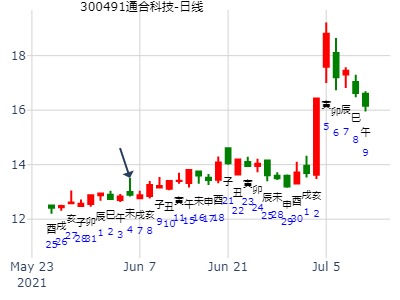 300491通合科技-日线
18
16
14
12
酉 戌 亥 子 卯 辰 巳 午 未 戌 亥 子 丑 寅 午 未 申 酉 子 丑 寅 卯 辰 未 申 酉 戌 亥 寅 卯 辰 巳 午
25 26 27 28 31 1 2 3 4 7 8 9 10 11 15 16 17 18 21 22 23 24 25 28 29 30 1 2 5 6 7 8 9
May 23 Jun 7 Jun 21 Jul 5
2021